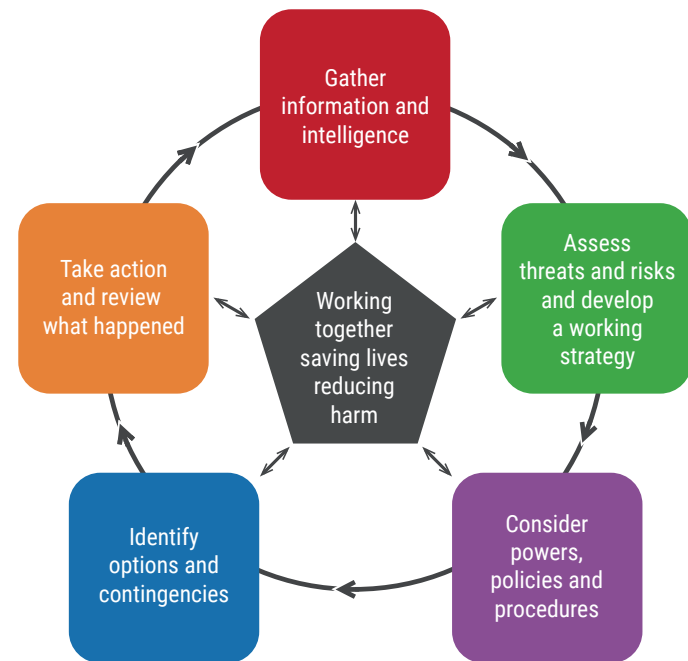 Gather
information and
intelligence
Assess
threats and risks
and develop
a working
strategy
Consider
powers,
policies and
procedures
Identify
options and
contingencies
Take action
and review
what happened
Working
together
saving lives
reducing
harm